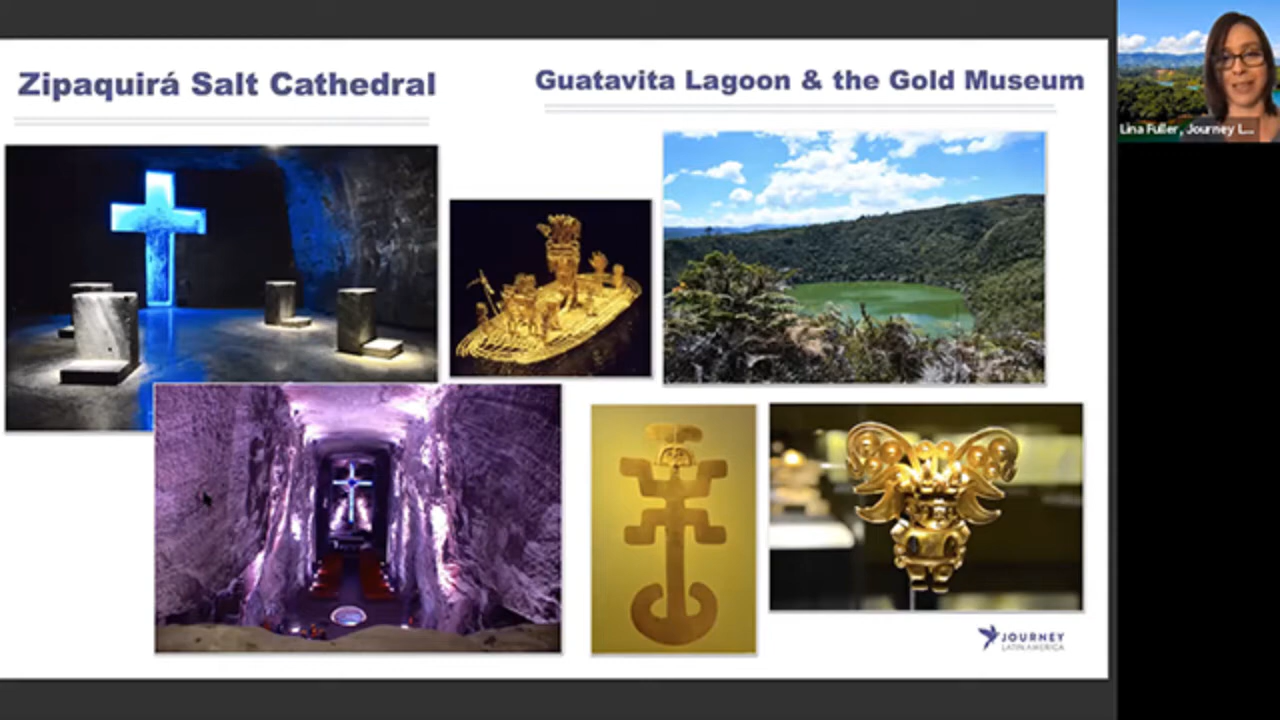 Zipaquirá Salt Cathedral
Guatavita Lagoon & the Gold Museum
Lina Fuller, Journey L...
JOURNEY
LATIN AMERICA